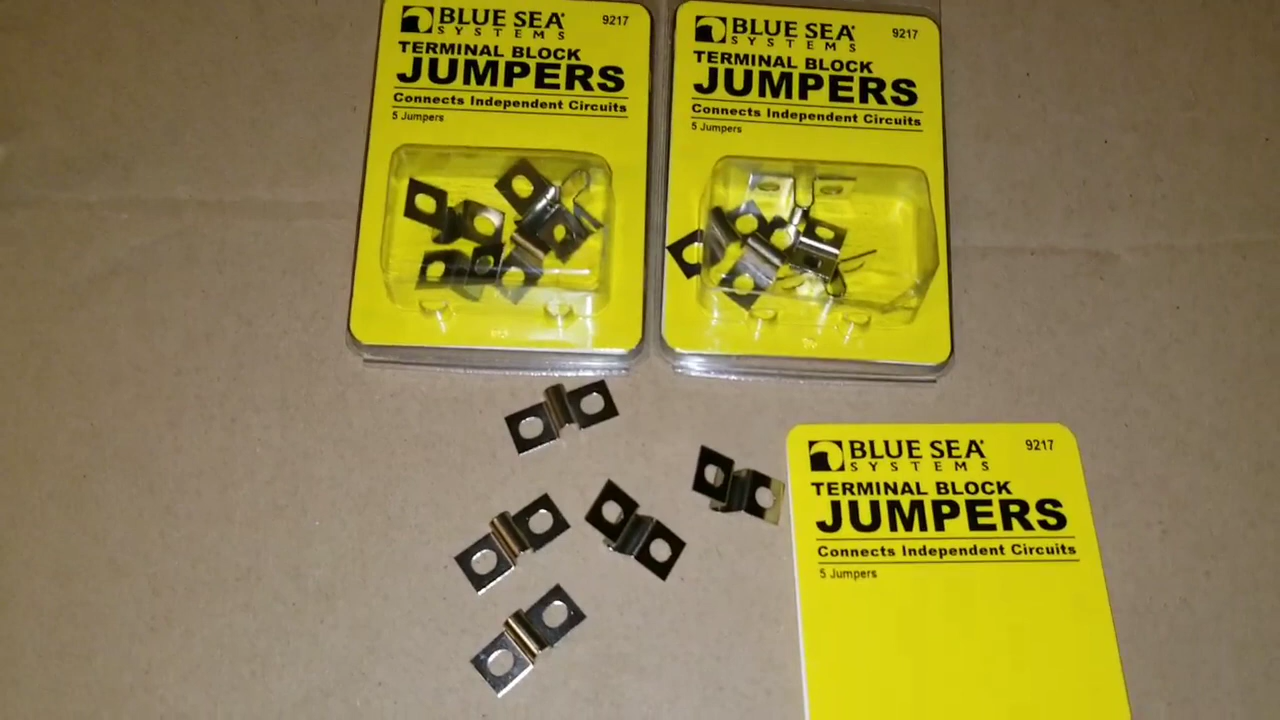 BLUE SEA
SYSTEMS
9217
TERMINAL BLOCK
JUMPERS
Connects Independent Circuits
5 Jumpers
BLUE SEA
SYSTEMS
9217
TERMINAL BLOCK
JUMPERS
Connects Independent Circuits
5 Jumpers
BLUE SEA
SYSTEMS
9217
TERMINAL BLOCK
JUMPERS
Connects Independent Circuits
5 Jumpers